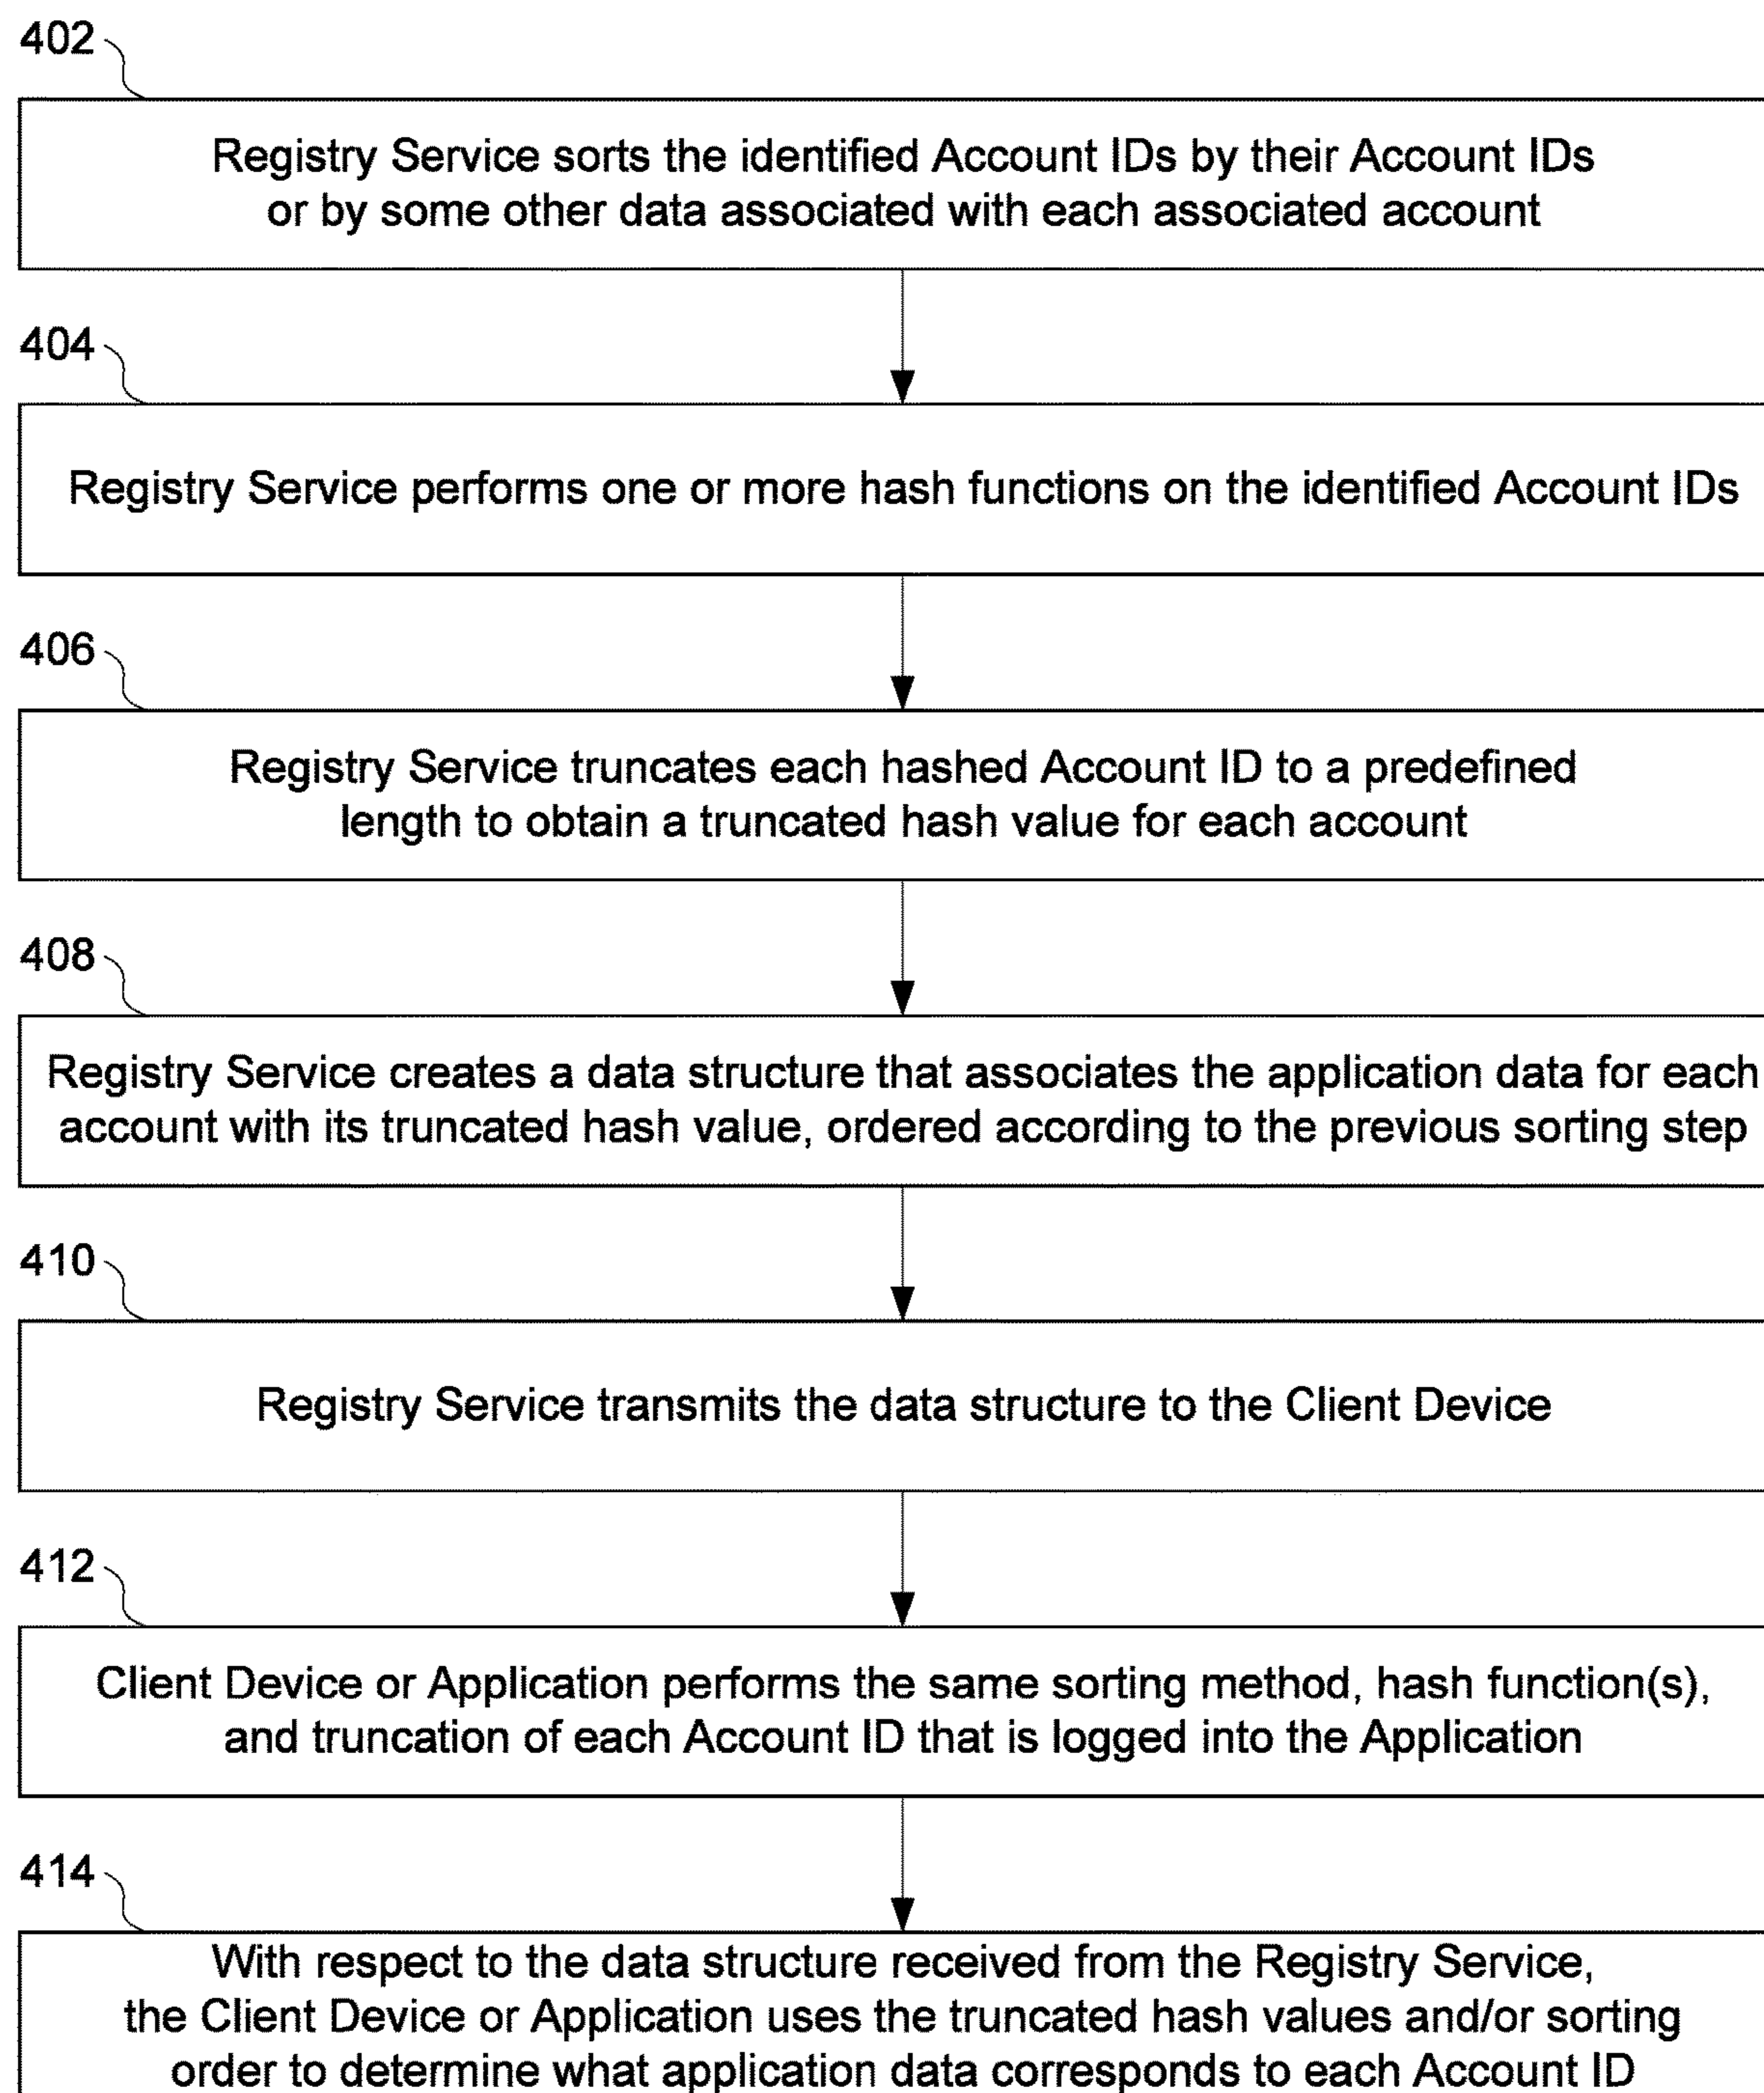 402
Registry Service sorts the identified Account IDs by their Account IDs
or by some other data associated with each associated account
404
Registry Service performs one or more hash functions on the identified Account IDs
406
Registry Service truncates each hashed Account ID to a predefined
length to obtain a truncated hash value for each account
408
Registry Service creates a data structure that associates the application data for each
account with its truncated hash value, ordered according to the previous sorting step
410
Registry Service transmits the data structure to the Client Device
412
Client Device or Application performs the same sorting method, hash function(s),
and truncation of each Account ID that is logged into the Application
414
With respect to the data structure received from the Registry Service,
the Client Device or Application uses the truncated hash values and/or sorting
order to determine what application data corresponds to each Account ID